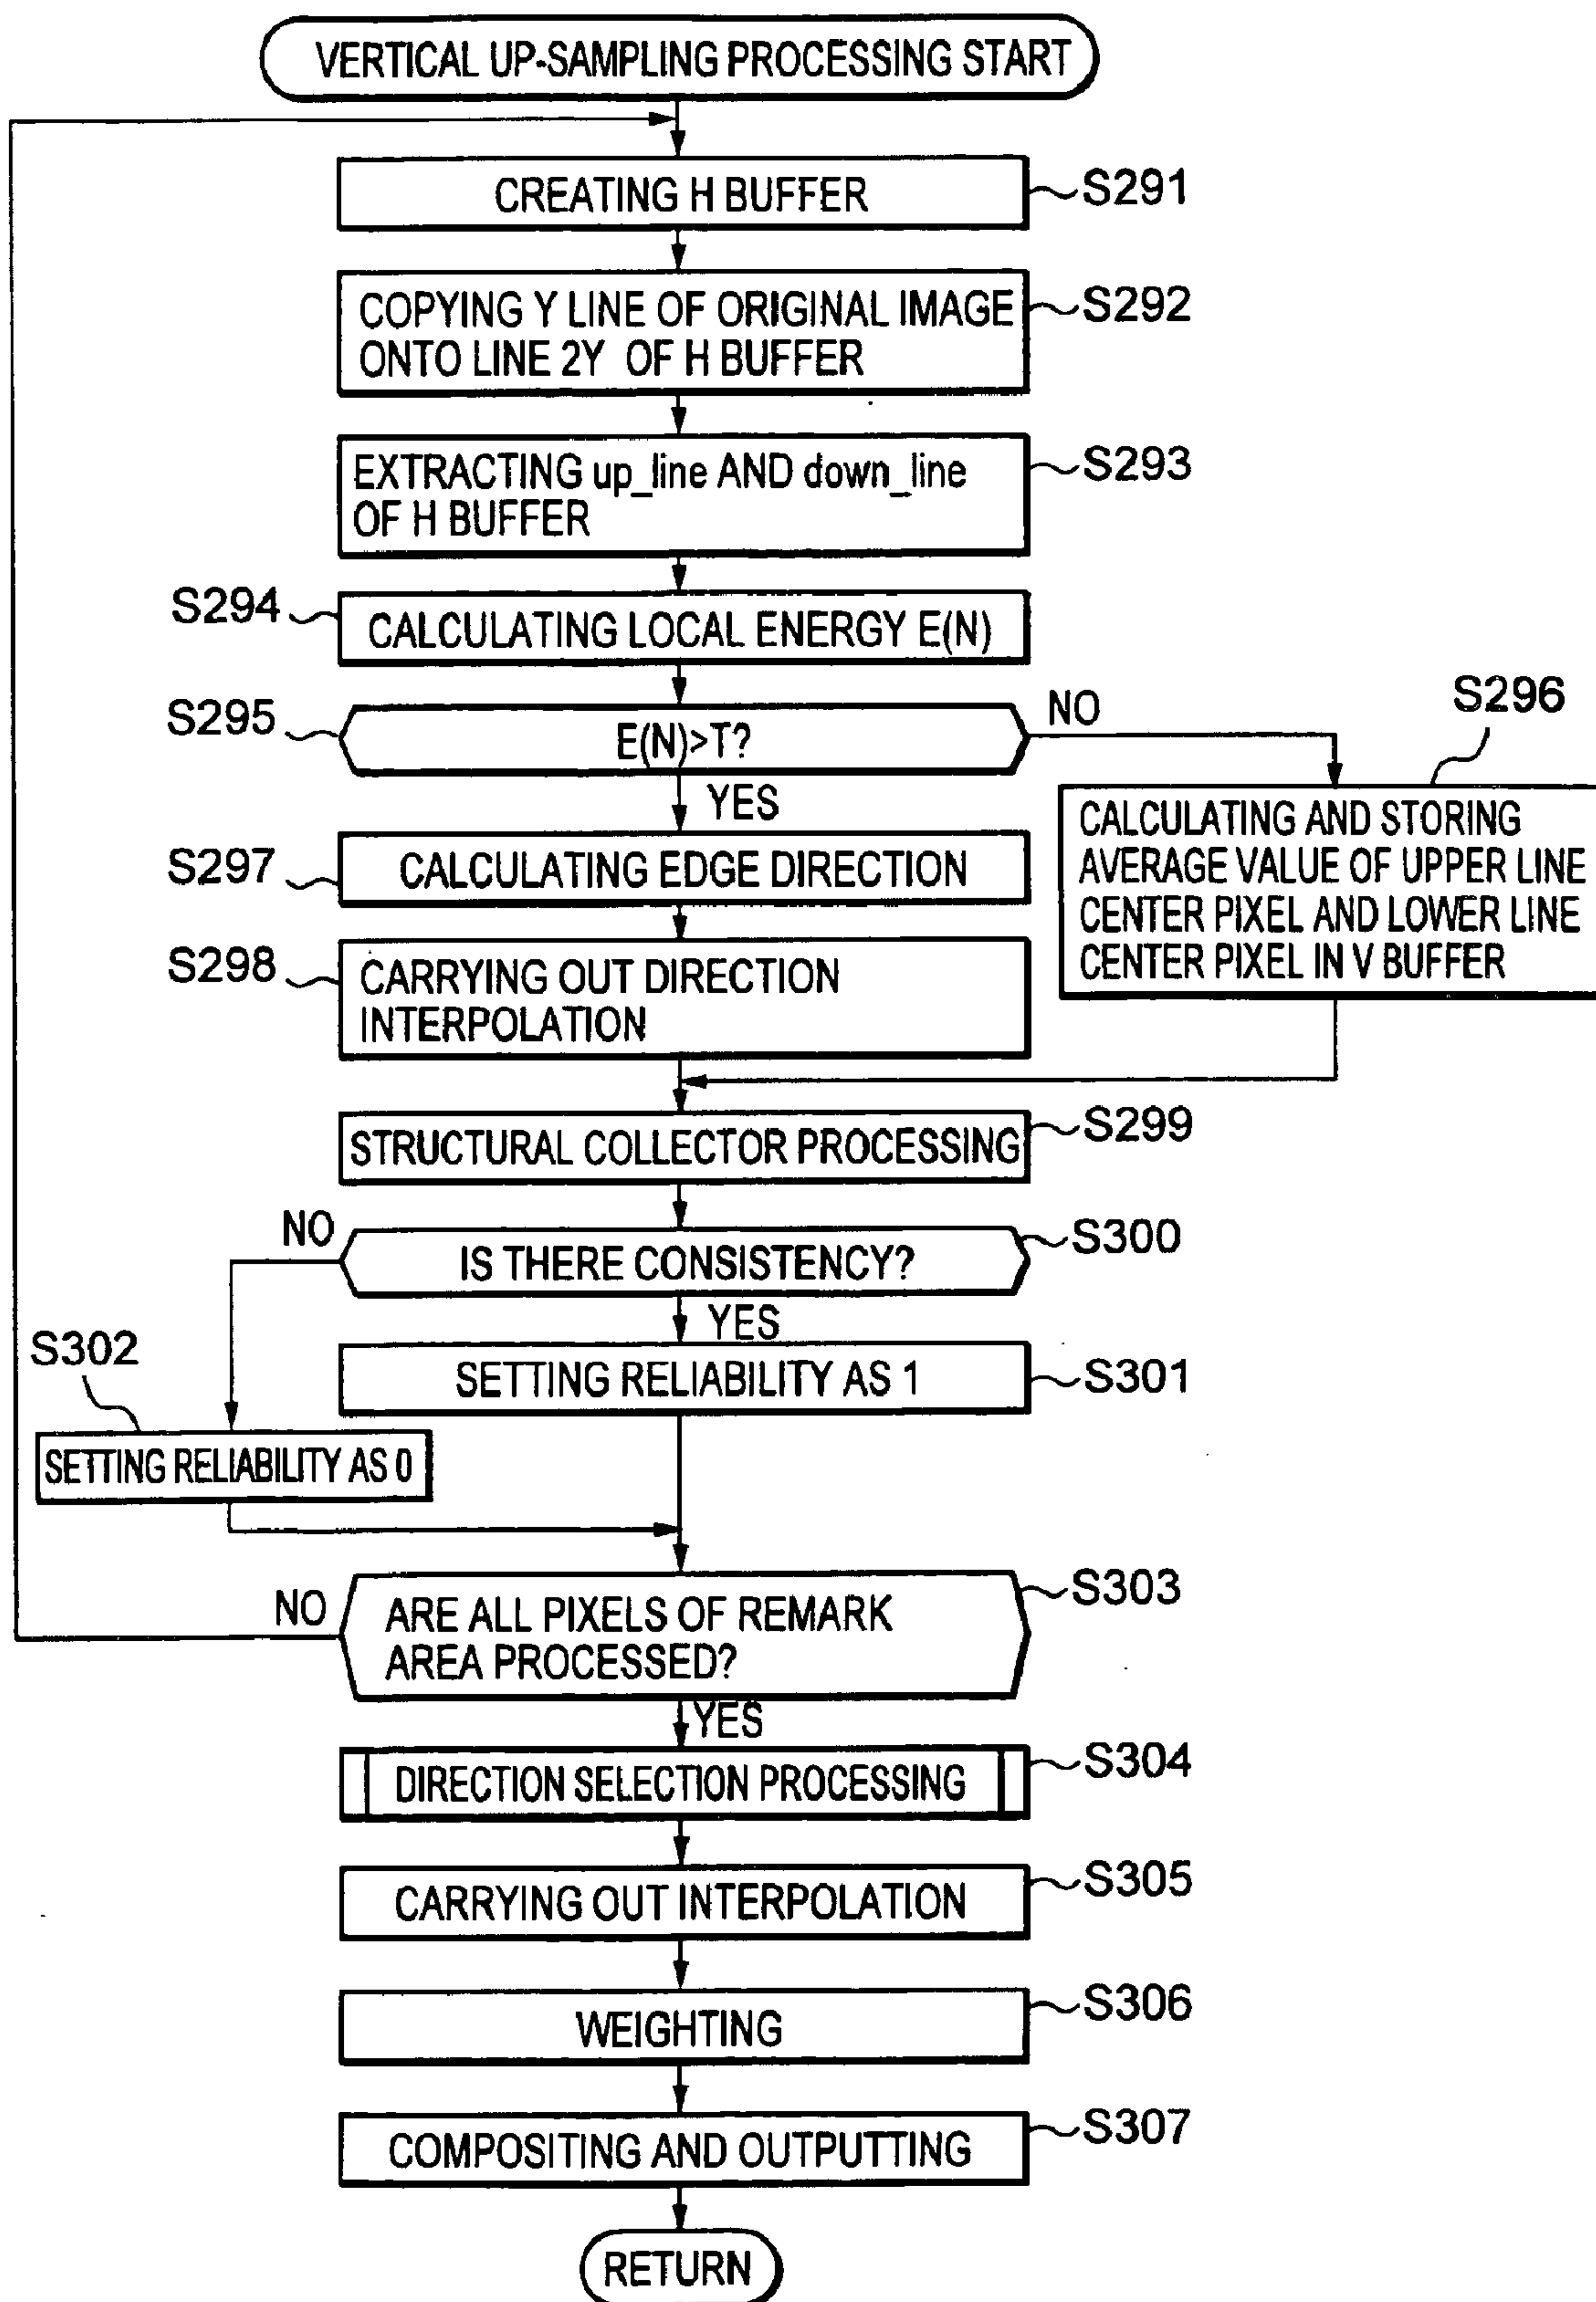 VERTICAL UP-SAMPLING PROCESSING START
CREATING H BUFFER
S291
COPYING Y LINE OF ORIGINAL IMAGE
ONTO LINE 2Y OF H BUFFER
S292
EXTRACTING up_line AND down_line
OF H BUFFER
S293
S294
CALCULATING LOCAL ENERGY E(N)
S295
E(N)>T?
NO
YES
S296
CALCULATING AND STORING
AVERAGE VALUE OF UPPER LINE
CENTER PIXEL AND LOWER LINE
CENTER PIXEL IN V BUFFER
S297
CALCULATING EDGE DIRECTION
S298
CARRYING OUT DIRECTION
INTERPOLATION
STRUCTURAL COLLECTOR PROCESSING
S299
NO
IS THERE CONSISTENCY?
S300
YES
S302
SETTING RELIABILITY AS 0
SETTING RELIABILITY AS 1
S301
NO
ARE ALL PIXELS OF REMARK
AREA PROCESSED?
S303
YES
DIRECTION SELECTION PROCESSING
S304
CARRYING OUT INTERPOLATION
S305
WEIGHTING
S306
COMPOSITING AND OUTPUTTING
S307
RETURN